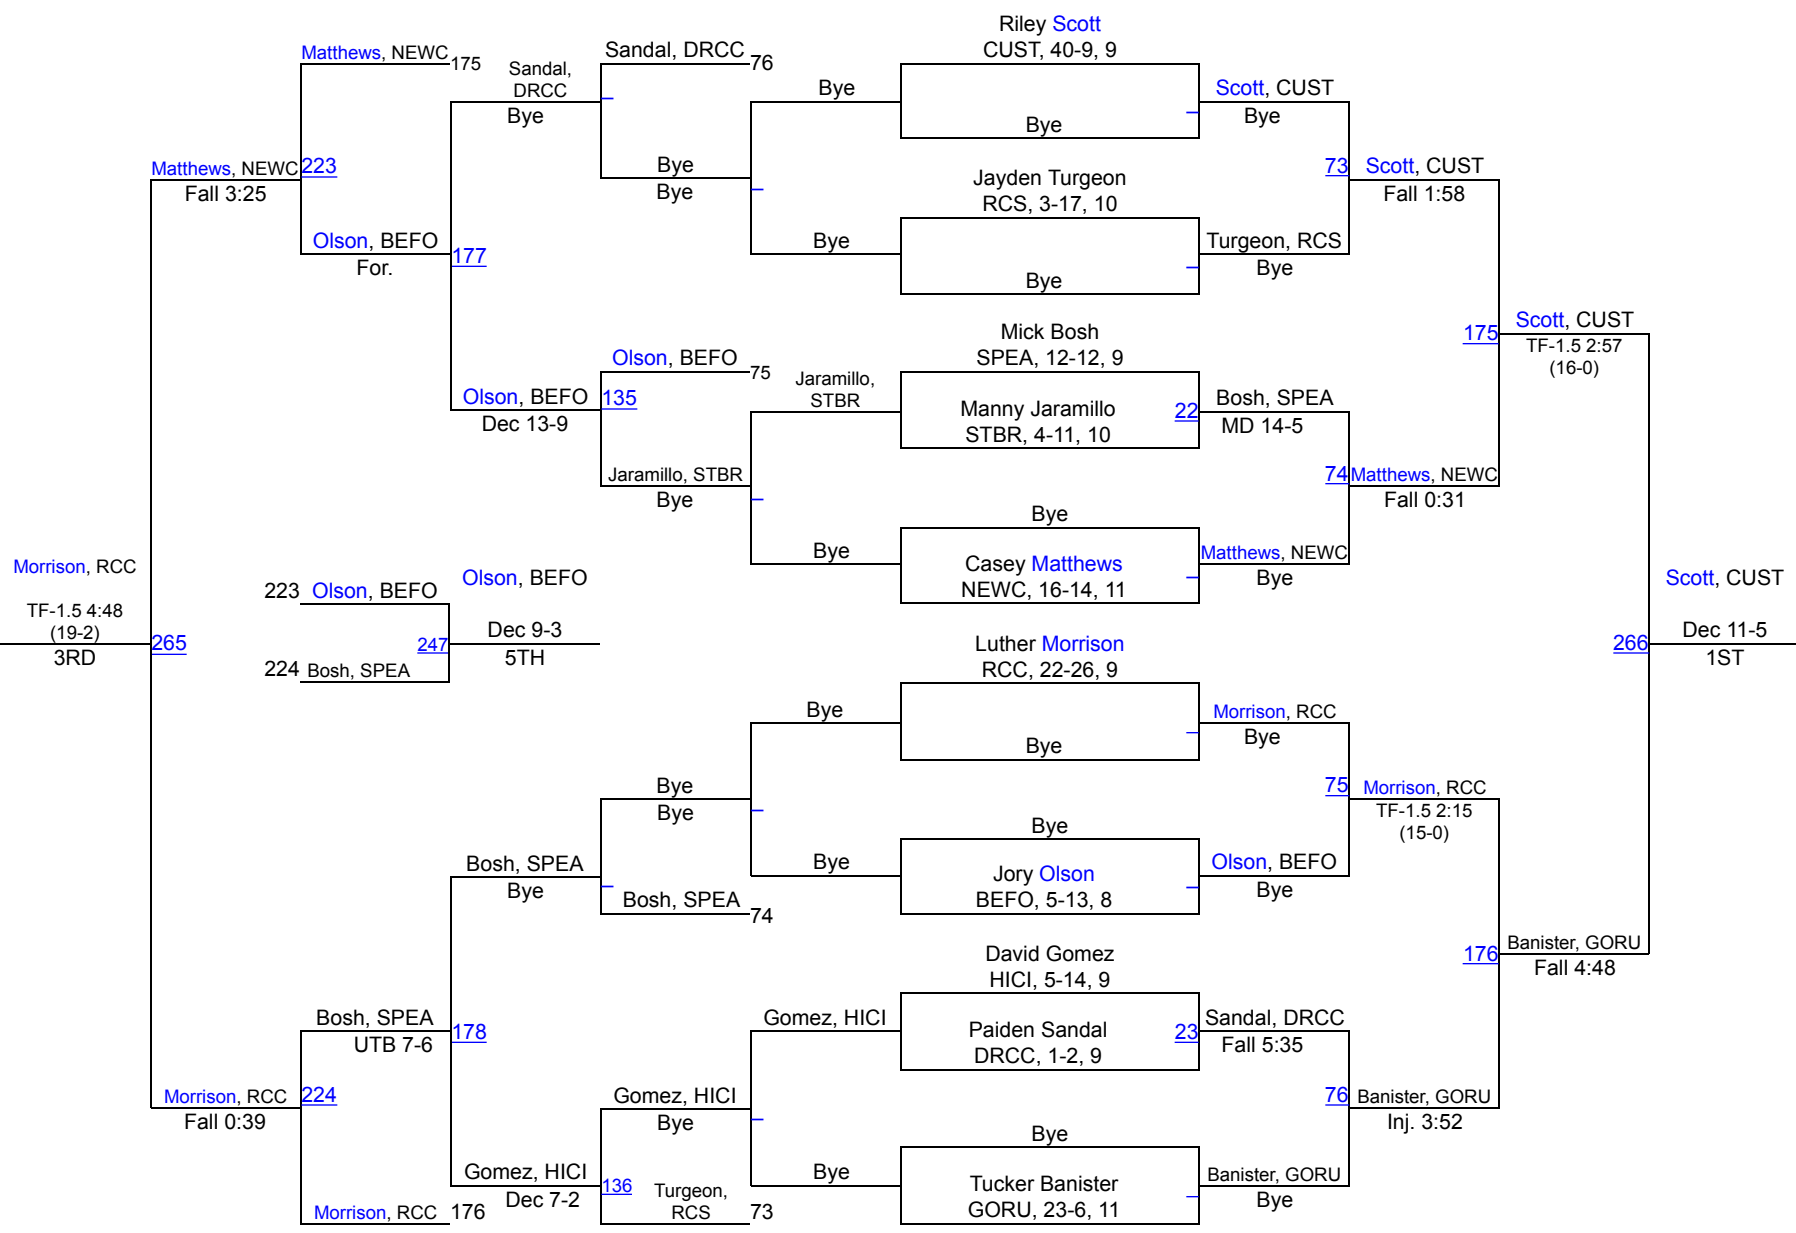 Riley Scott
CUST, 40-9, 9
Bye
Jayden Turgeon
RCS, 3-17, 10
Bye
Mick Bosh
SPEA, 12-12, 9
Manny Jaramillo
STBR, 4-11, 10
22
Bye
Casey Matthews
NEWC, 16-14, 11
Luther Morrison
RCC, 22-26, 9
Bye
Bye
Jory Olson
BEFO, 5-13, 8
David Gomez
HICI, 5-14, 9
Paiden Sandal
DRCC, 1-2, 9
23
Bye
Tucker Banister
GORU, 23-6, 11
Scott, CUST
Bye
73
Turgeon, RCS
Bye
Bosh, SPEA
MD 14-5
74
Matthews, NEWC
Bye
Morrison, RCC
Bye
75
Olson, BEFO
Bye
Sandal, DRCC
Fall 5:35
76
Banister, GORU
Bye
Scott, CUST
Fall 1:58
175
Matthews, NEWC
Fall 0:31
Morrison, RCC
TF-1.5 2:15
(15-0)
176
Banister, GORU
Inj. 3:52
Scott, CUST
TF-1.5 2:57
(16-0)
266
Banister, GORU
Fall 4:48
Scott, CUST
Dec 11-5
1ST
Bye
Bye
Jaramillo,
STBR
Bye
Bye
Bye
Gomez, HICI
Bye
Sandal, DRCC
76
Bye
Bye
Olson, BEFO
75
Jaramillo, STBR
Bye
Bye
Bye
Bosh, SPEA
74
Gomez, HICI
Bye
Turgeon,
RCS
73
Sandal,
DRCC
Bye
177
Olson, BEFO
135
Dec 13-9
Bosh, SPEA
Bye
178
Gomez, HICI
136
Dec 7-2
Matthews, NEWC
175
223
Olson, BEFO
For.
Bosh, SPEA
UTB 7-6
224
Morrison, RCC
176
Matthews, NEWC
Fall 3:25
Morrison, RCC
Fall 0:39
Morrison, RCC
TF-1.5 4:48
(19-2)
265
3RD
223
Olson, BEFO
224
Bosh, SPEA
247
Olson, BEFO
Dec 9-3
5TH